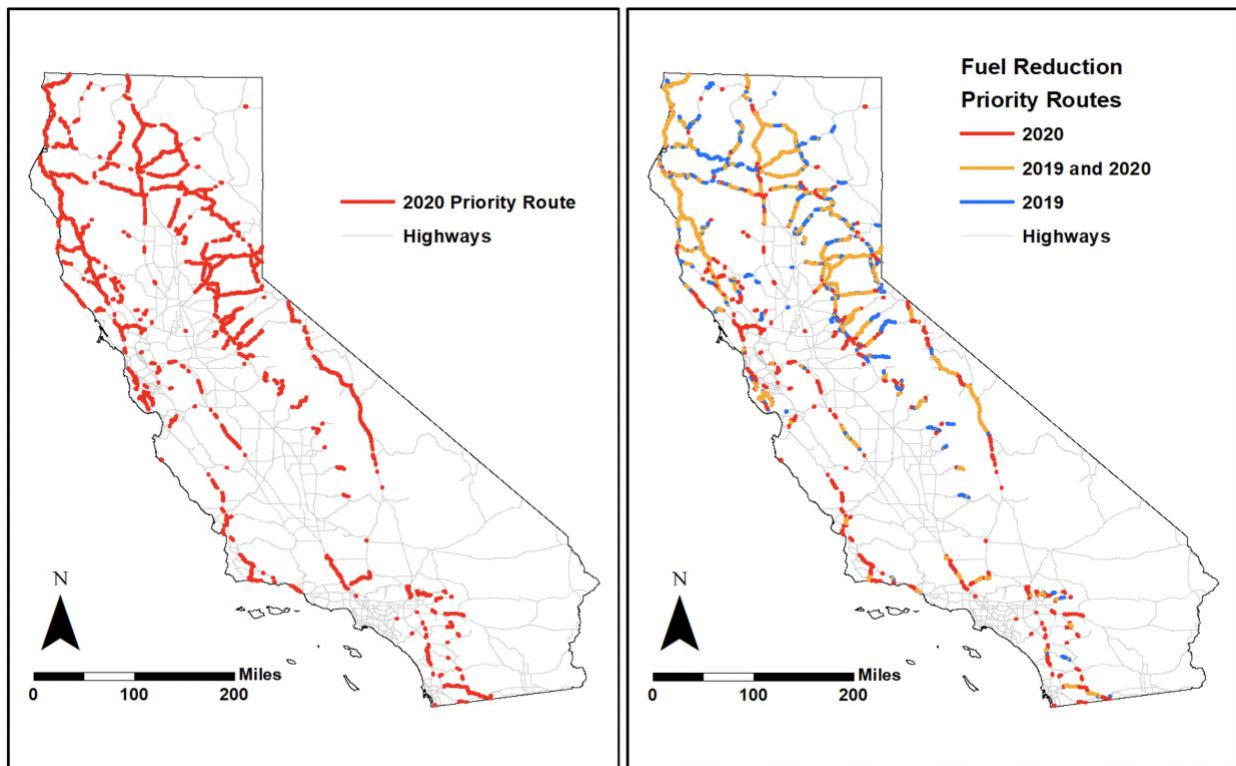 2020 Priority Route
Highways
N
Miles
0 100 200
Fuel Reduction
Priority Routes
2020
2019 and 2020
2019
Highways
N
Miles
0 100 200